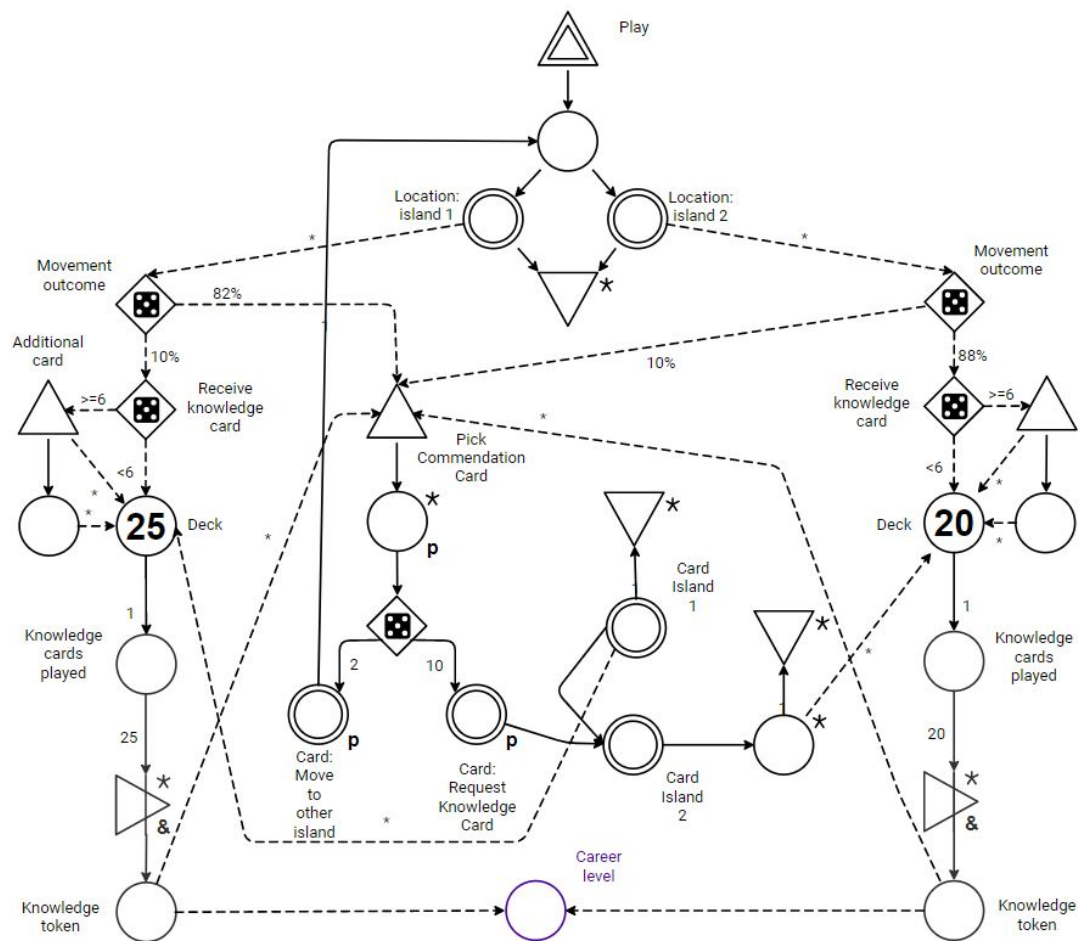 Play
Location:
island 1
Location:
island 2
*
*
Movement
outcome
Movement
outcome
*
82%
1
Additional
card
10%
10%
88%
>=6
Receive
knowledge
card
Receive
knowledge
card
>=6
*
Pick
Commendation
Card
<6
*
<6
*
*
25
Deck
*
*
p
*
Deck
20
*
Card
Island
1
1
*
1
1
Knowledge
cards
played
2
10
*
Knowledge
cards
played
25
p
p
1
*
20
*
&
Card:
Move
to
other
island
Card:
Request
Knowledge
Card
Card
Island
2
*
*
&
Career
level
Knowledge
token
Knowledge
token